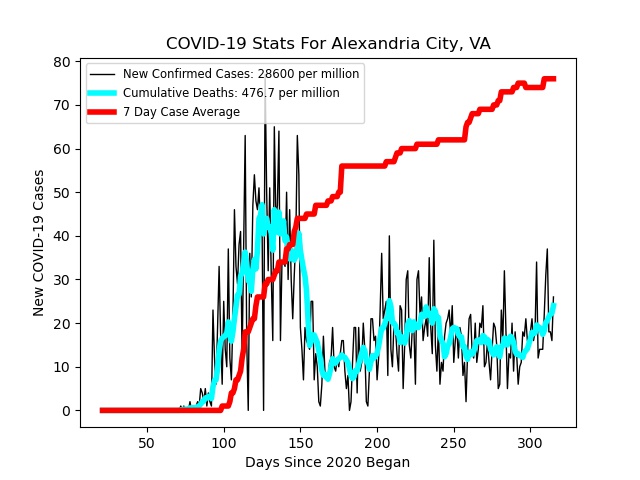 COVID-19 Stats For Alexandria City, VA
New Confirmed Cases: 28600 per million
Cumulative Deaths: 476.7 per million
7 Day Case Average
80
70
60
50
40
30
20
10
0
New COVID-19 Cases
50 100 150 200 250 300
Days Since 2020 Began